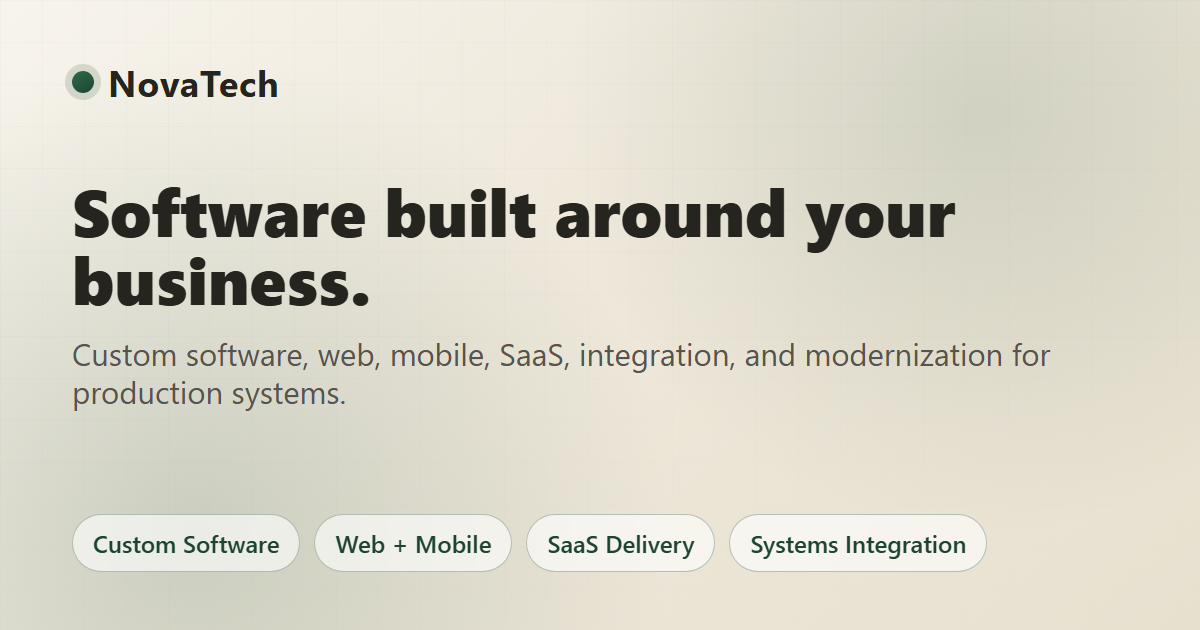 NovaTech
Software built around your
business.
Custom software, web, mobile, SaaS, integration, and modernization for
production systems.
Custom Software
Web + Mobile
SaaS Delivery
Systems Integration